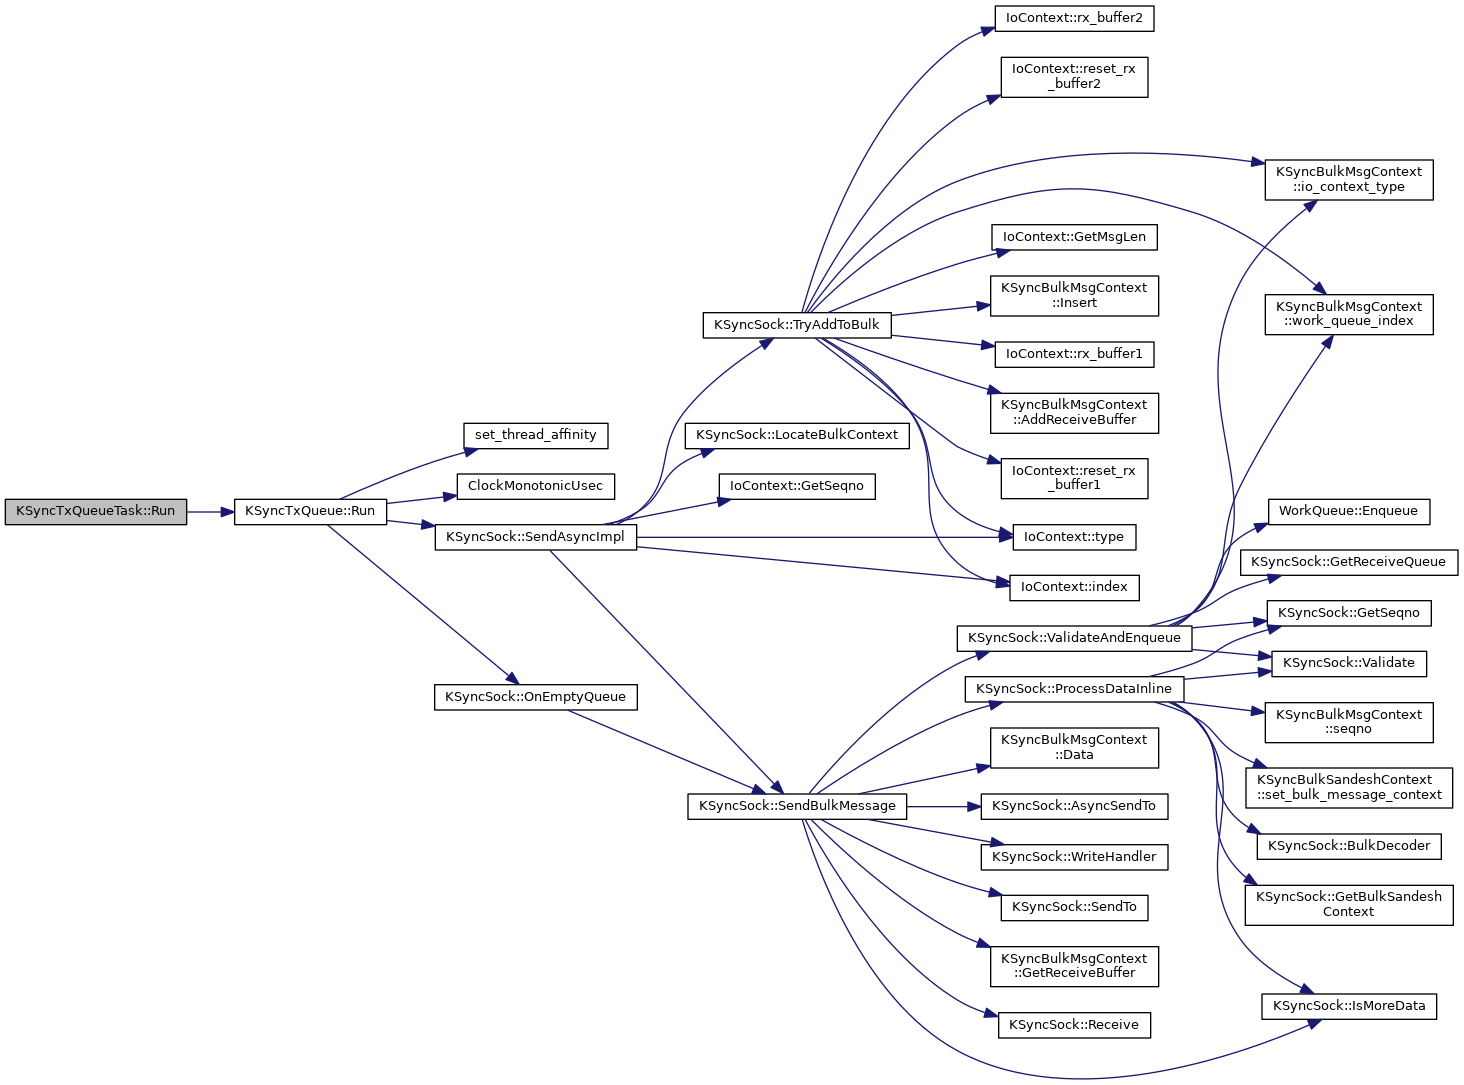 KSyncTxQueueTask::Run
KSyncTxQueue::Run
set_thread_affinity
ClockMonotonicUsec
KSyncSock::SendAsyncImpl
KSyncSock::OnEmptyQueue
KSyncSock::TryAddToBulk
KSyncSock::LocateBulkContext
IoContext::GetSeqno
KSyncSock::SendBulkMessage
IoContext::rx_buffer2
IoContext::reset_rx
_buffer2
IoContext::GetMsgLen
KSyncBulkMsgContext
::Insert
IoContext::rx_buffer1
KSyncBulkMsgContext
::AddReceiveBuffer
IoContext::reset_rx
_buffer1
IoContext::type
IoContext::index
KSyncSock::ValidateAndEnqueue
KSyncSock::ProcessDataInline
KSyncBulkMsgContext
::Data
KSyncSock::AsyncSendTo
KSyncSock::WriteHandler
KSyncSock::SendTo
KSyncBulkMsgContext
::GetReceiveBuffer
KSyncSock::Receive
KSyncBulkMsgContext
::io_context_type
KSyncBulkMsgContext
::work_queue_index
WorkQueue::Enqueue
KSyncSock::GetReceiveQueue
KSyncSock::GetSeqno
KSyncSock::Validate
KSyncBulkMsgContext
::seqno
KSyncBulkSandeshContext
::set_bulk_message_context
KSyncSock::BulkDecoder
KSyncSock::GetBulkSandesh
Context
KSyncSock::IsMoreData